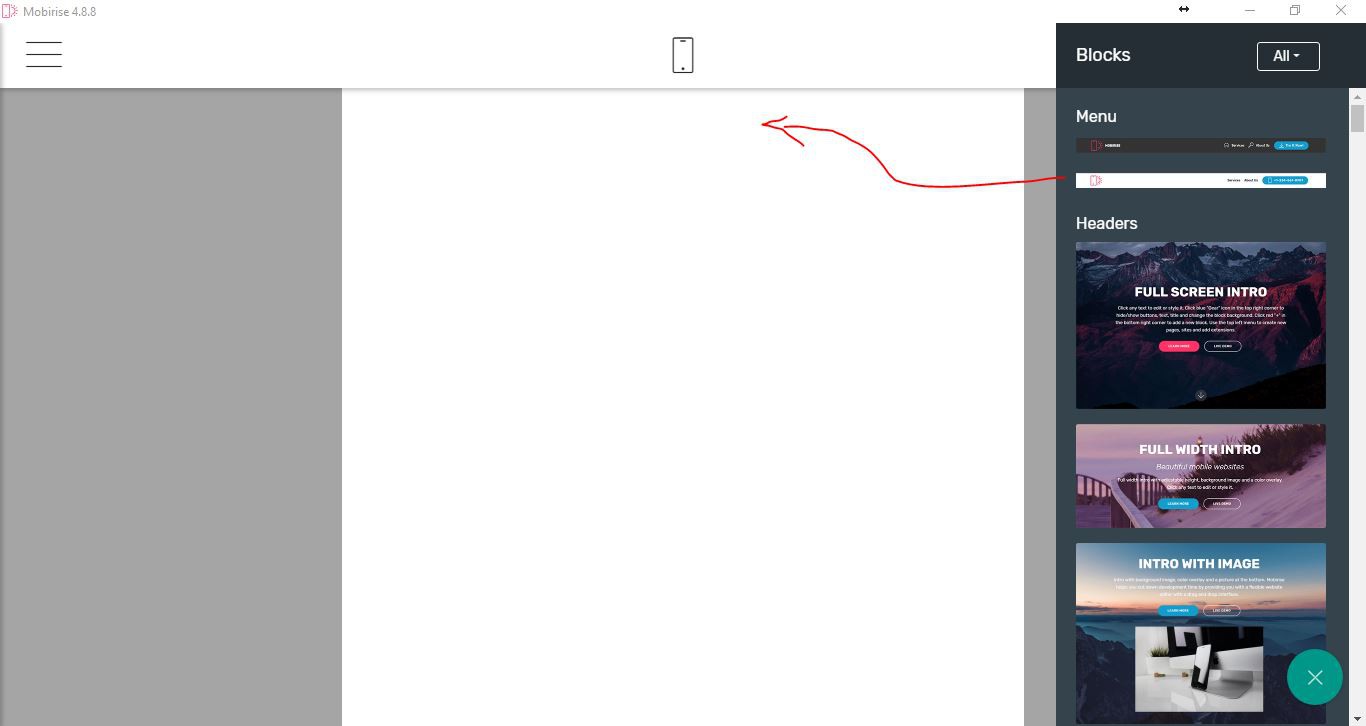 Mobirise 4.8.8
Blocks
All
Menu
MOBIRISE
Services
About Us
Try It Now!
Services
About Us
+1-234-567-8901
Headers
FULL SCREEN INTRO
Click any text to edit or style it. Click blue "Gear" icon in the top right corner to
hide/show buttons, text, title and change the block background. Click red "+" in
the bottom right corner to add a new block. Use the top left menu to create new
pages, sites and add extensions.
LEARN MORE
LIVE DEMO
FULL WIDTH INTRO
Beautiful mobile websites
Full width intro with adjustable height, background image and a color overlay.
Click any text to edit or style it.
LEARN MORE
LIVE DEMO
INTRO WITH IMAGE
Intro with background image, color overlay and a picture at the bottom. Mobirise
helps you cut down development time by providing you with a flexible website
editor with a drag and drop interface.
LEARN MORE
LIVE DEMO